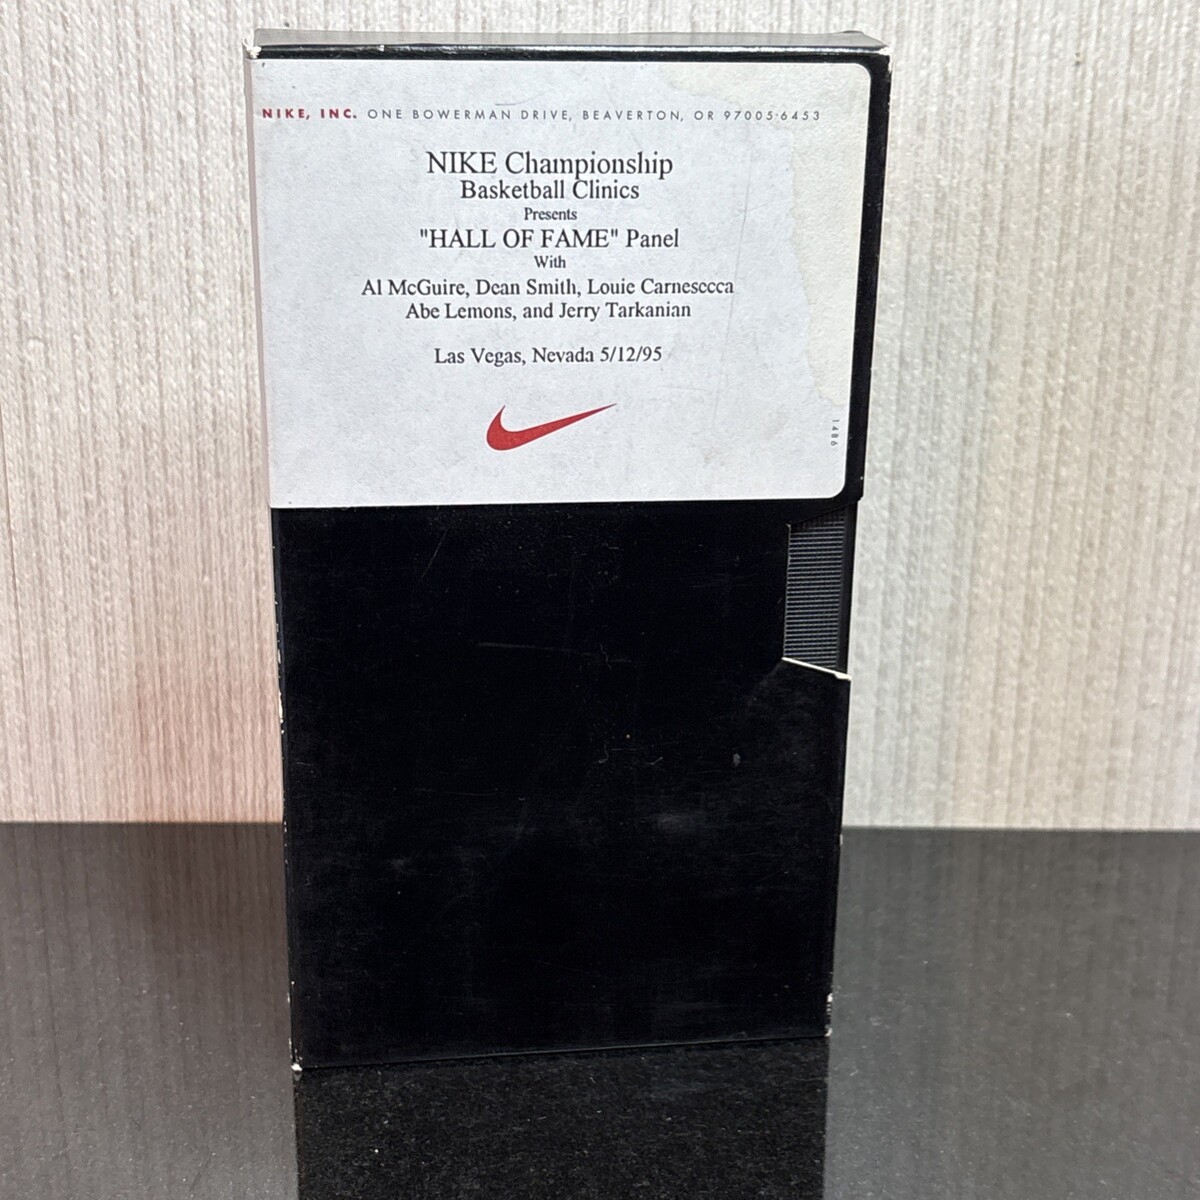 NIKE, INC. ONE BOWERMAN DRIVE, BEAVERTON, OR 97005-6453
NIKE Championship
Basketball Clinics
Presents
"HALL OF FAME" Panel
With
Al McGuire, Dean Smith, Louie Carnesccca
Abe Lemons, and Jerry Tarkanian
Las Vegas, Nevada 5/12/95
1486